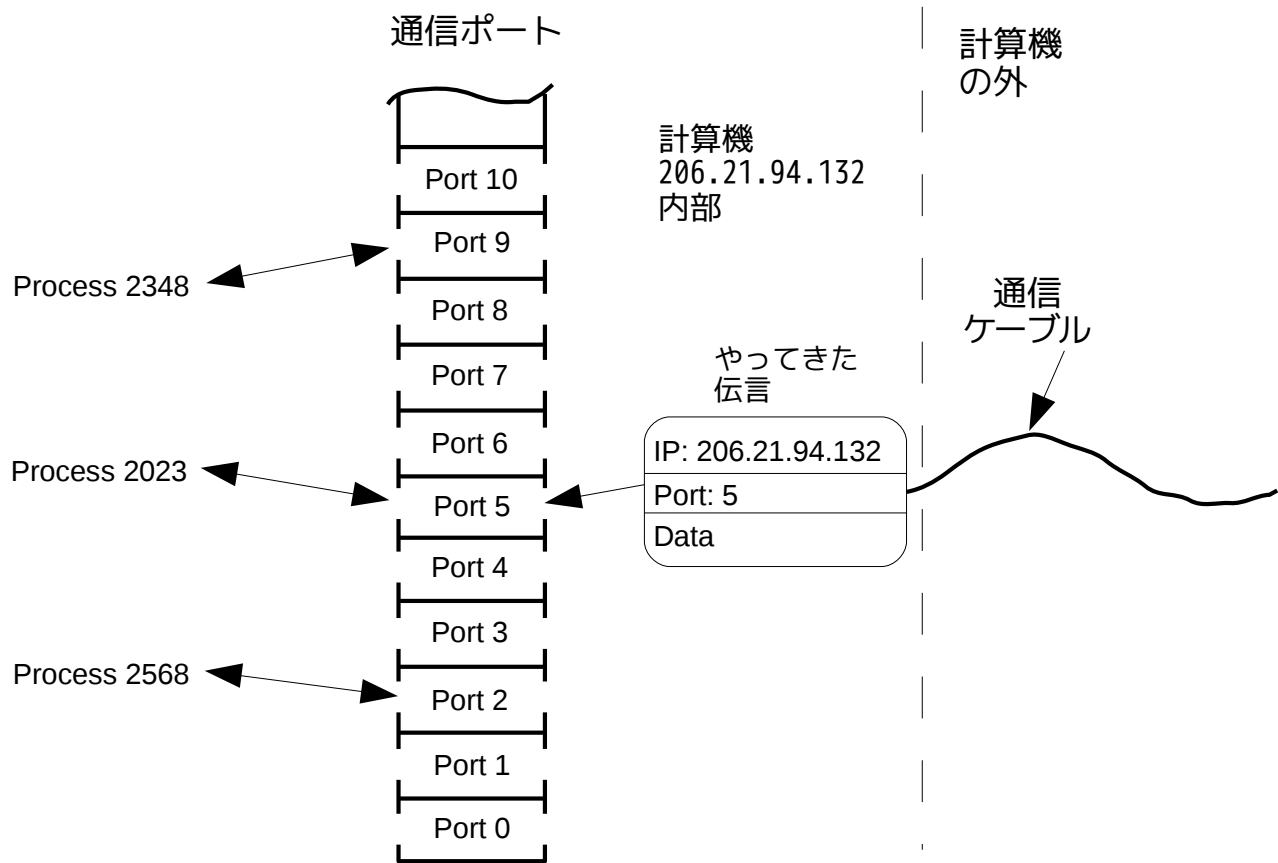 通信ポート
計算機
の外
計算機
206.21.94.132
内部
Port 10
Port 9
Process 2348
Port 8
通信
ケーブル
Port 7
やってきた
伝言
Port 6
IP: 206.21.94.132
Process 2023
Port 5
Port: 5
Data
Port 4
Port 3
Process 2568
Port 2
Port 1
Port 0